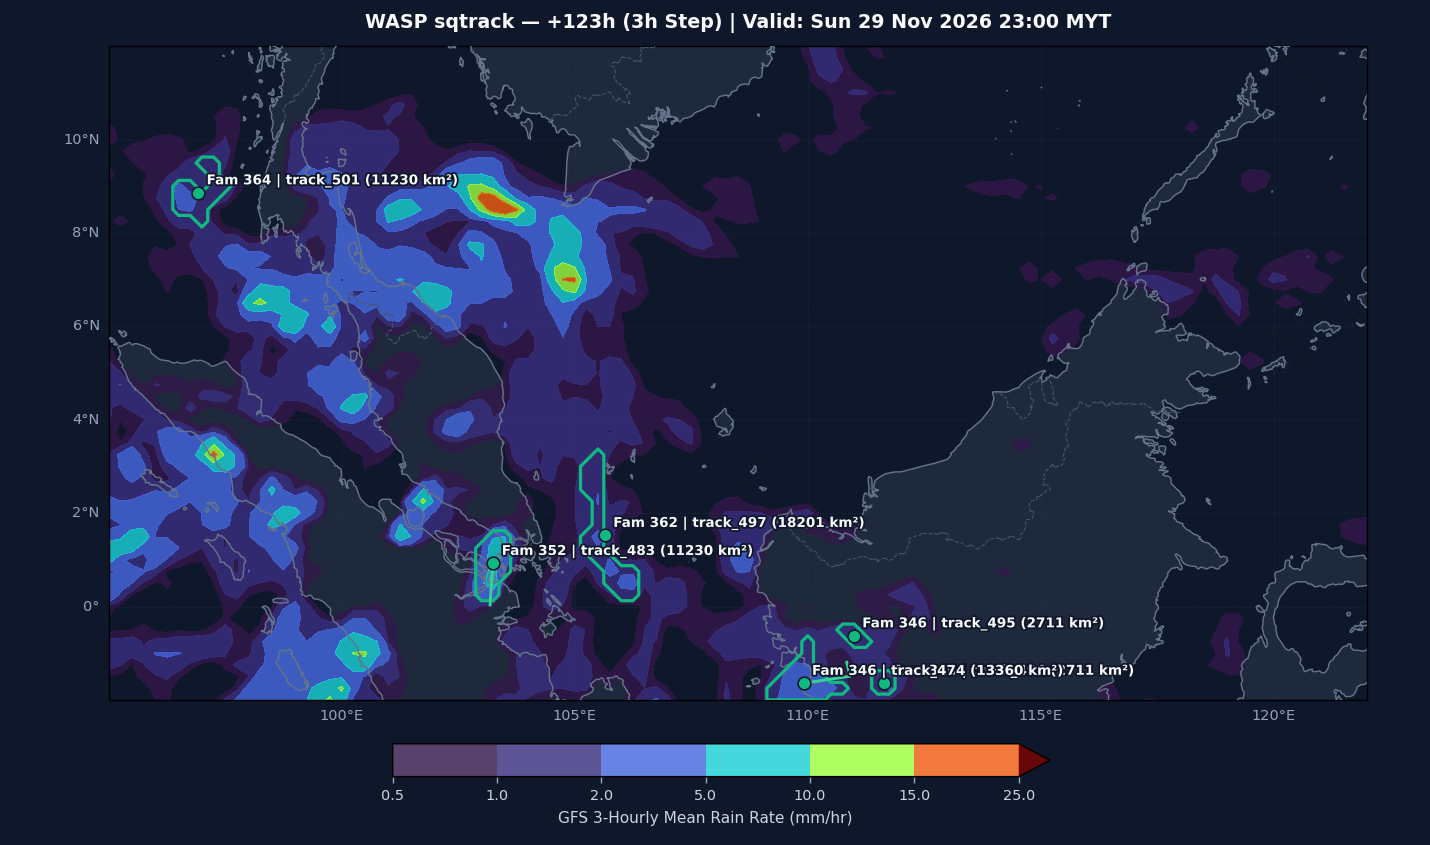 WASP sqtrack — +123h (3h Step) | Valid: Sun 29 Nov 2026 23:00 MYT
10°N
Fam 364 | track_501 (11230 km²)
8°N
6°N
4°N
2°N
Fam 362 | track_497 (18201 km²)
Fam 352 | track_483 (11230 km²)
0°
Fam 346 | track_495 (2711 km²)
Fam 346 |
711 km²)
100°E
105°E
110°E
115°E
120°E
0.5
1.0
2.0
5.0
10.0
15.0
25.0
GFS 3-Hourly Mean Rain Rate (mm/hr)